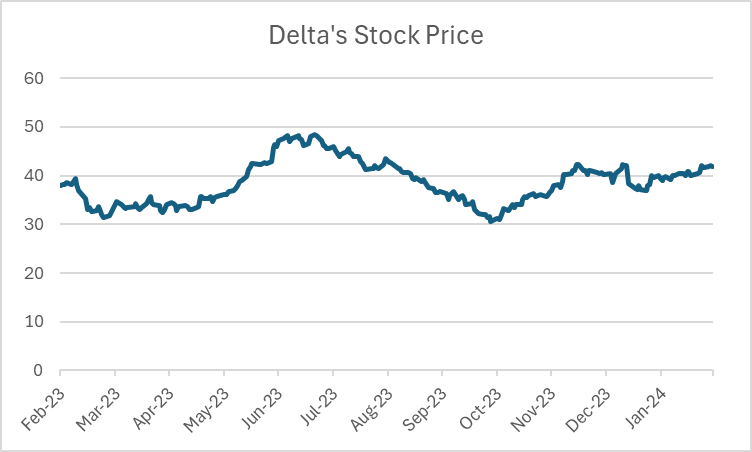 Delta's Stock Price
60
50
40
30
20
10
0
Feb-23
Mar-23
Apr-23
May-23
Jun-23
Jul-23
Aug-23
Sep-23
Oct-23
Nov-23
Dec-23
Jan-24